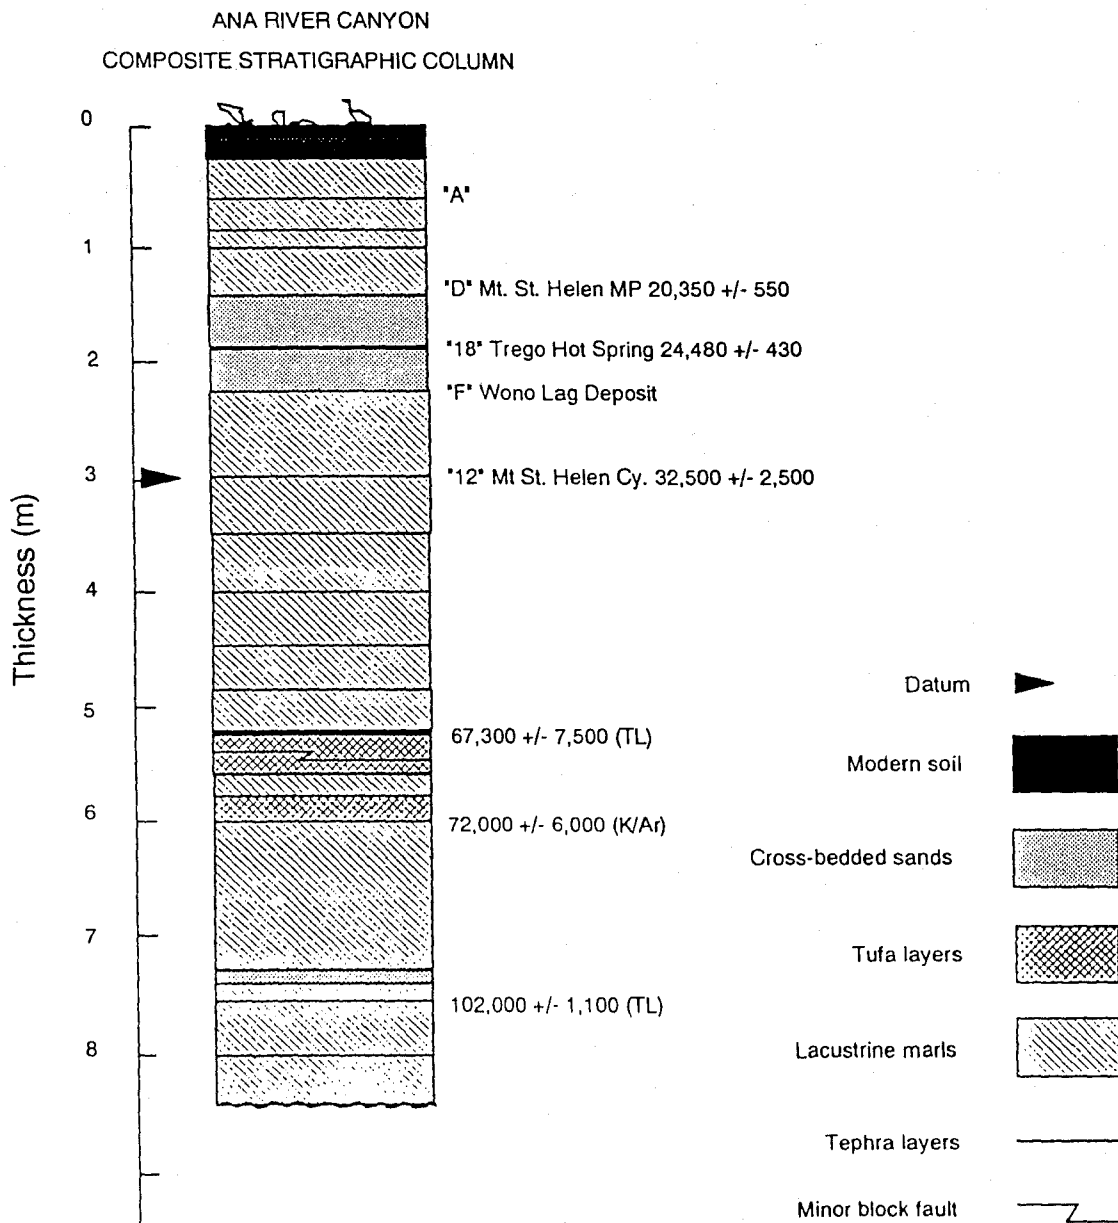 ANA RIVER CANYON
COMPOSITE STRATIGRAPHIC COLUMN
0
"A"
1
"D" Mt. St. Helen MP 20,350 +/- 550
"18" Trego Hot Spring 24,480 +/- 430
2
"F" Wono Lag Deposit
3
"12" Mt St. Helen Cy. 32,500 +/- 2,500
Thickness (m)
4
Datum
5
67,300 +/- 7,500 (TL)
Modern soil
6
72,000 +/- 6,000 (K/Ar)
Cross-bedded sands
7
Tufa layers
102,000 +/- 1,100 (TL)
8
Lacustrine marls
Tephra layers
Minor block fault